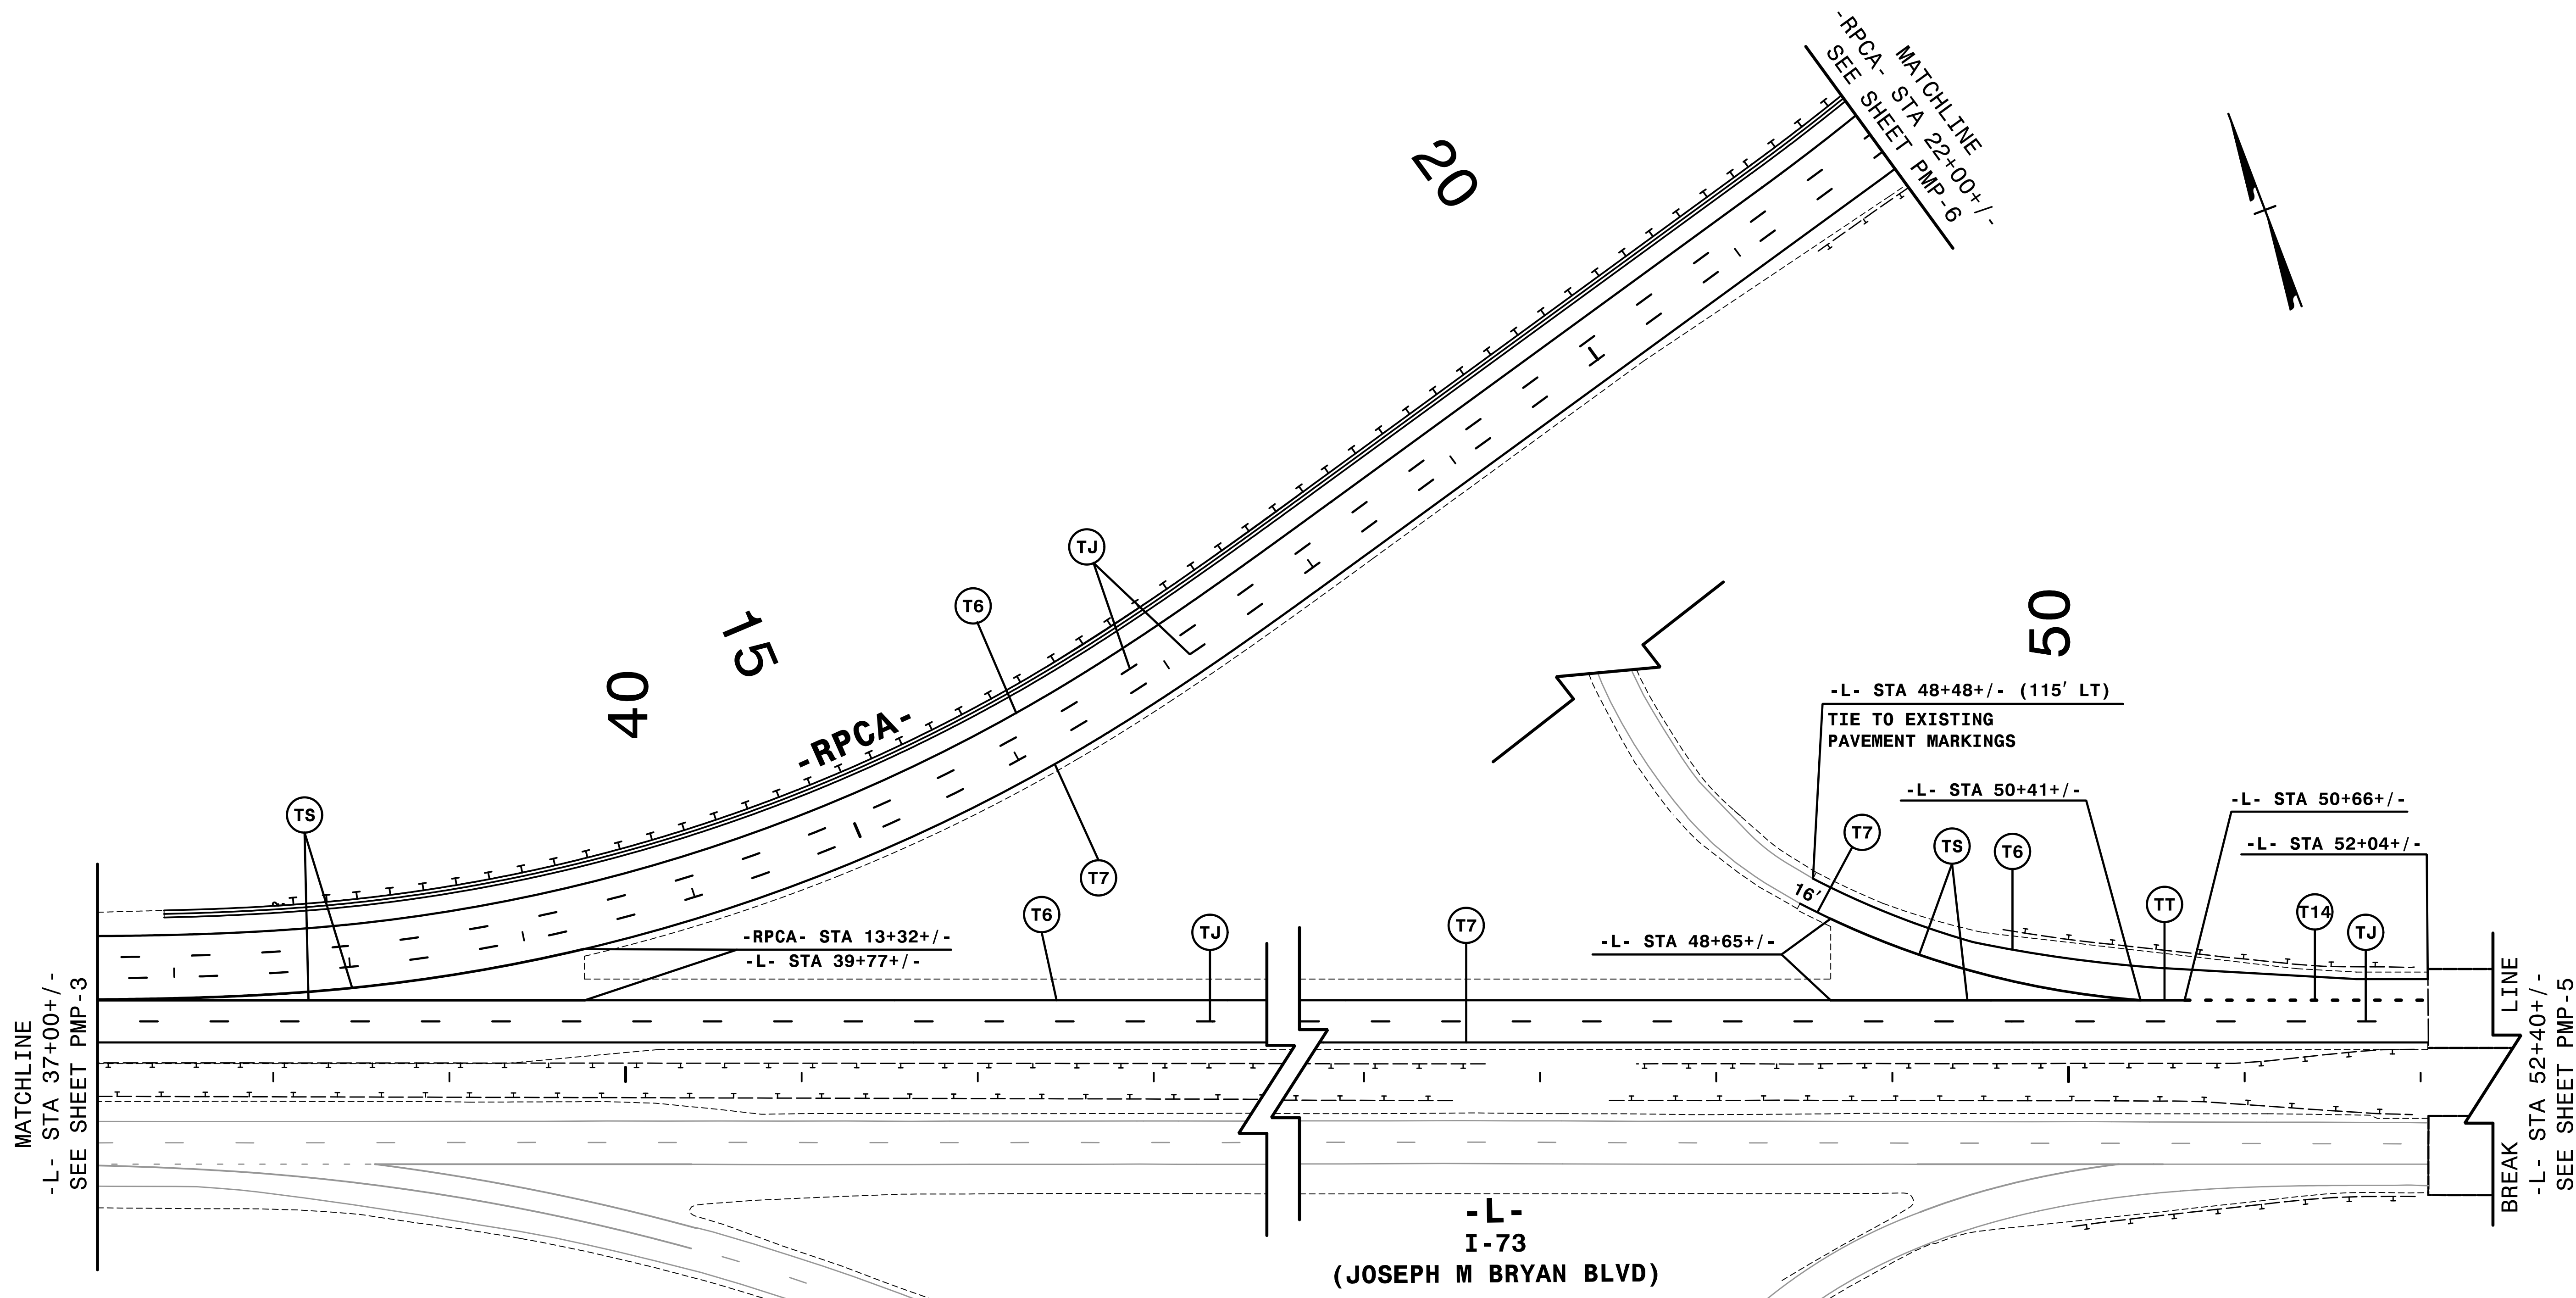 MATCHLINE
-RPCA- STA 22+00+/-
SEE SHEET PMP-6
20
TJ
T6
15
40
-RPCA-
TS
T7
T6
TJ
-RPCA- STA 13+32+/-
-L- STA 39+77+/-
T7
50
-L- STA 48+48+/- (115' LT)
TIE TO EXISTING
PAVEMENT MARKINGS
-L- STA 50+41+/-
-L- STA 50+66+/-
-L- STA 52+04+/-
T7
TS
T6
16'
TT
T14
TJ
-L- STA 48+65+/-
MATCHLINE
-L- STA 37+00+/-
SEE SHEET PMP-3
BREAK LINE
-L- STA 52+40+/-
SEE SHEET PMP-5
-L-
I-73
(JOSEPH M BRYAN BLVD)